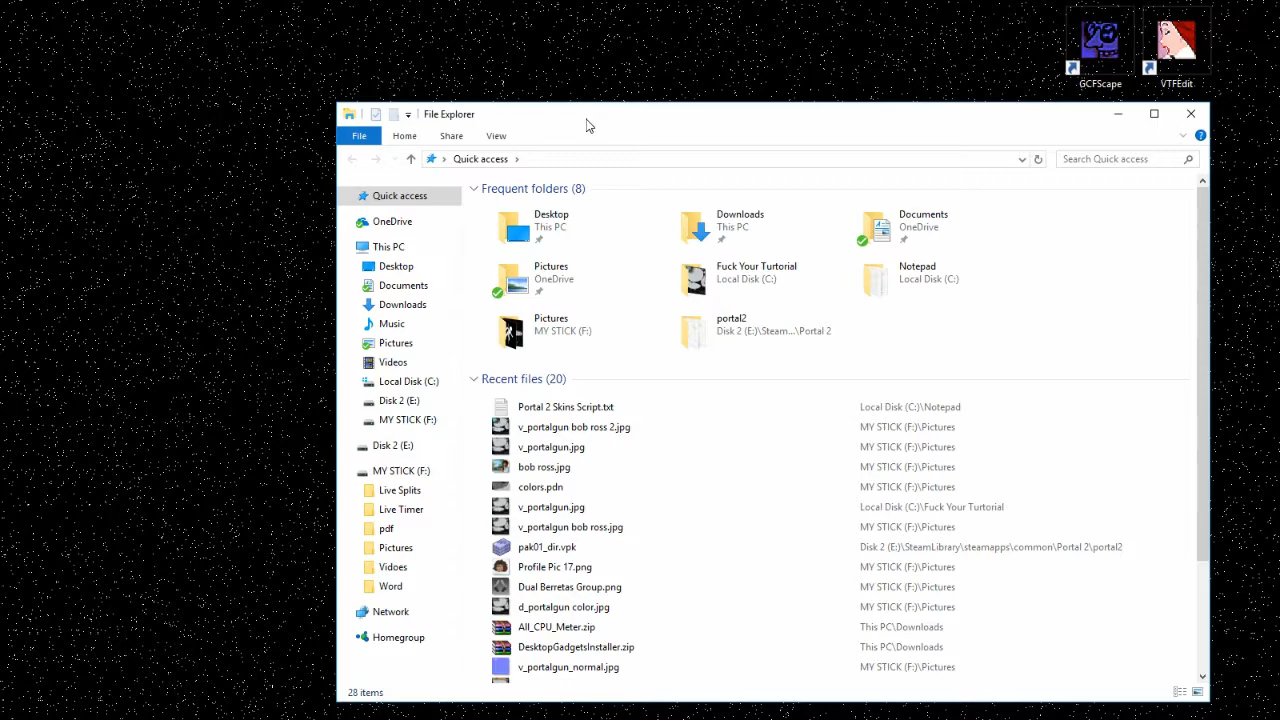 GCFScape
VTFEdit
File Explorer
File
Home
Share
View
Quick access
Search Quick access
Quick access
OneDrive
This PC
Desktop
Documents
Downloads
Music
Pictures
Videos
Local Disk (C:)
Disk 2 (E:)
MY STICK (F:)
Disk 2 (E:)
MY STICK (F:)
Live Splits
Live Timer
pdf
Pictures
Vidoes
Word
Network
Homegroup
Frequent folders (8)
Desktop
This PC
Downloads
This PC
Documents
OneDrive
Pictures
OneDrive
Fuck Your Turtorial
Local Disk (C:)
Notepad
Local Disk (C:)
Pictures
MY STICK (F:)
portal2
Disk 2 (E:)\Steam...\Portal 2
Recent files (20)
Portal 2 Skins Script.txt Local Disk (C:)\Notepad
v_portalgun bob ross 2.jpg MY STICK (F:)\Pictures
v_portalgun.jpg MY STICK (F:)\Pictures
bob ross.jpg MY STICK (F:)\Pictures
colors.pdn MY STICK (F:)\Pictures
v_portalgun.jpg Local Disk (C:)\Fuck Your Turtorial
v_portalgun bob ross.jpg MY STICK (F:)\Pictures
pak01_dir.vpk Disk 2 (E:)\SteamLibrary\steamapps\common\Portal 2\portal2
Profile Pic 17.png MY STICK (F:)\Pictures
Dual Berretas Group.png MY STICK (F:)\Pictures
d_portalgun color.jpg MY STICK (F:)\Pictures
All_CPU_Meter.zip This PC\Downloads
DesktopGadgetsInstaller.zip This PC\Downloads
v_portalgun_normal.jpg MY STICK (F:)\Pictures
28 items